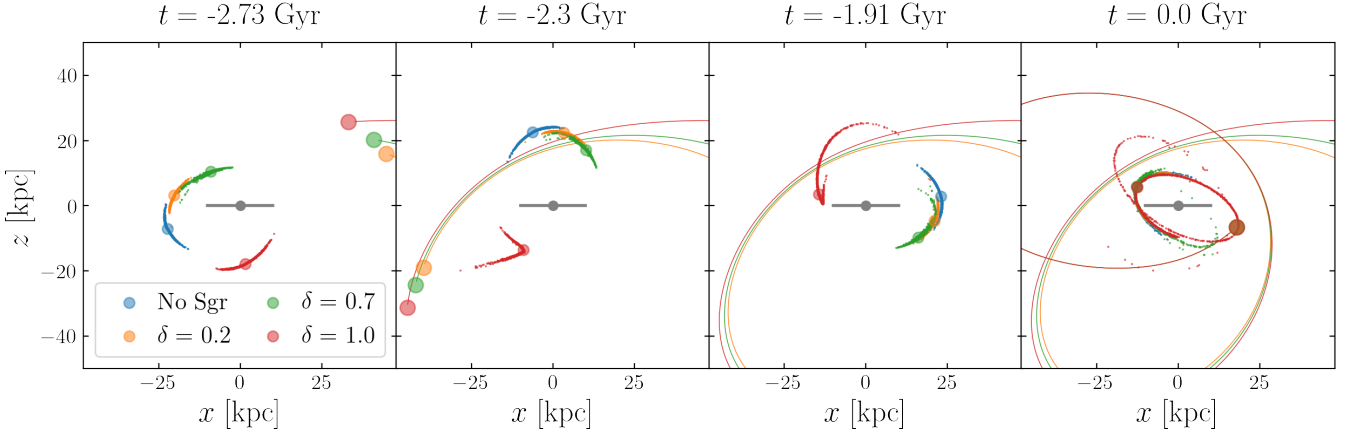 t = -2.73 Gyr
t = -2.3 Gyr
t = -1.91 Gyr
t = 0.0 Gyr
z [kpc]
40
20
0
−20
−40
No Sgr
δ = 0.2
δ = 0.7
δ = 1.0
−25 0 25
−25 0 25
−25 0 25
−25 0 25
x [kpc]
x [kpc]
x [kpc]
x [kpc]